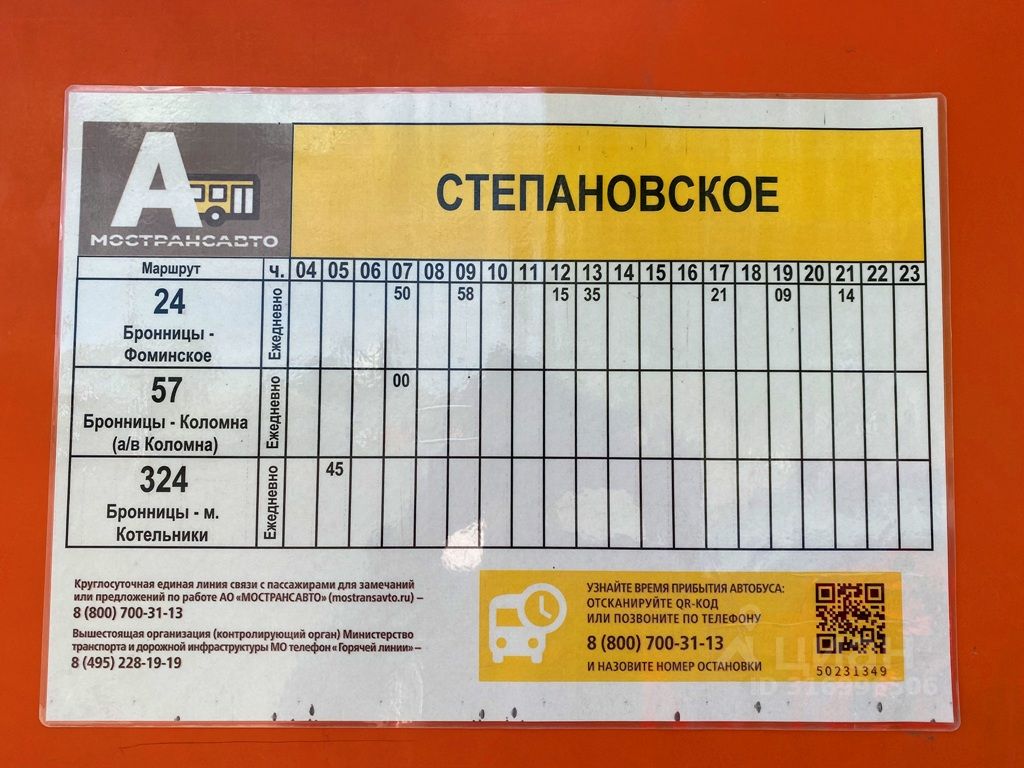 А
МОСТРАНСАВТО
СТЕПАНОВСКОЕ
Маршрут ч. 04 05 06 07 08 09 10 11 12 13 14 15 16 17 18 19 20 21 22 23
24
Бронницы -
Фоминское
Ежедневно
50 58 15 35 21 09 14
57
Бронницы - Коломна
(а/в Коломна)
Ежедневно
00
324
Бронницы - м.
Котельники
Ежедневно
45
Круглосуточная единая линия связи с пассажирами для замечаний
или предложений по работе АО «МОСТРАНСАВТО» (mostransavto.ru) –
8 (800) 700-31-13
Вышестоящая организация (контролирующий орган) Министерство
транспорта и дорожной инфраструктуры МО телефон «Горячей линии» –
8 (495) 228-19-19
УЗНАЙТЕ ВРЕМЯ ПРИБЫТИЯ АВТОБУСА:
ОТСКАНИРУЙТЕ QR-КОД
ИЛИ ПОЗВОНИТЕ ПО ТЕЛЕФОНУ
8 (800) 700-31-13
И НАЗОВИТЕ НОМЕР ОСТАНОВКИ
50231349
ЦИАН